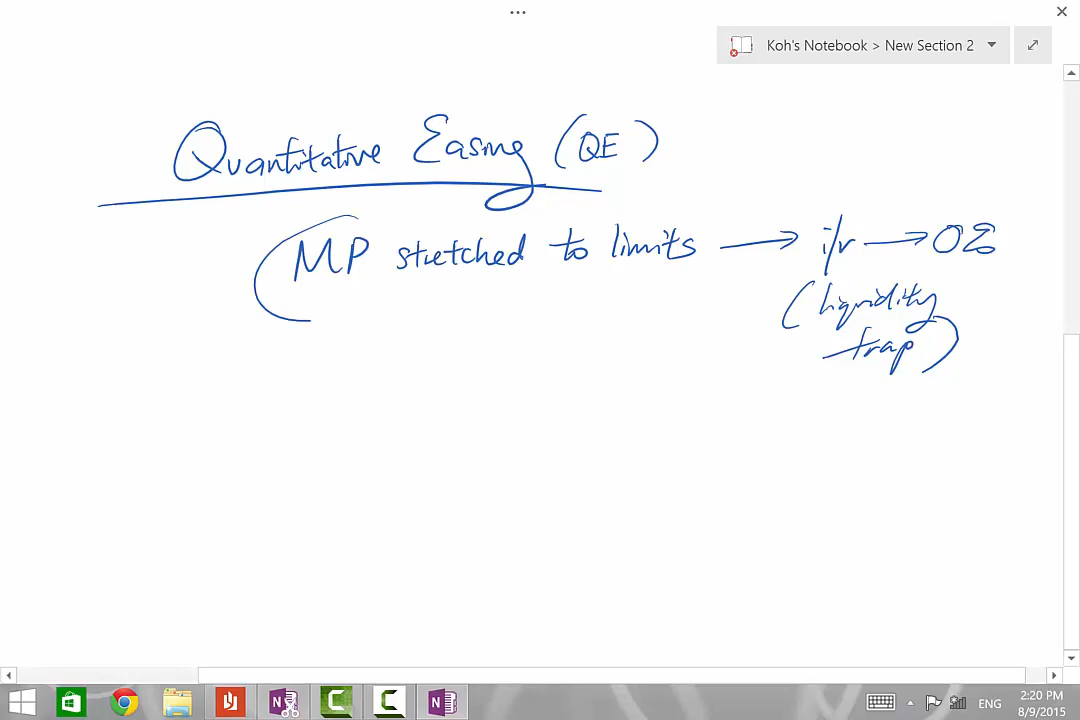 Koh's Notebook > New Section 2
Quantitative Easing (QE)
MP stretched to limits → i/r → 0%
(liquidity
trap)
ENG
2:20 PM
8/9/2015